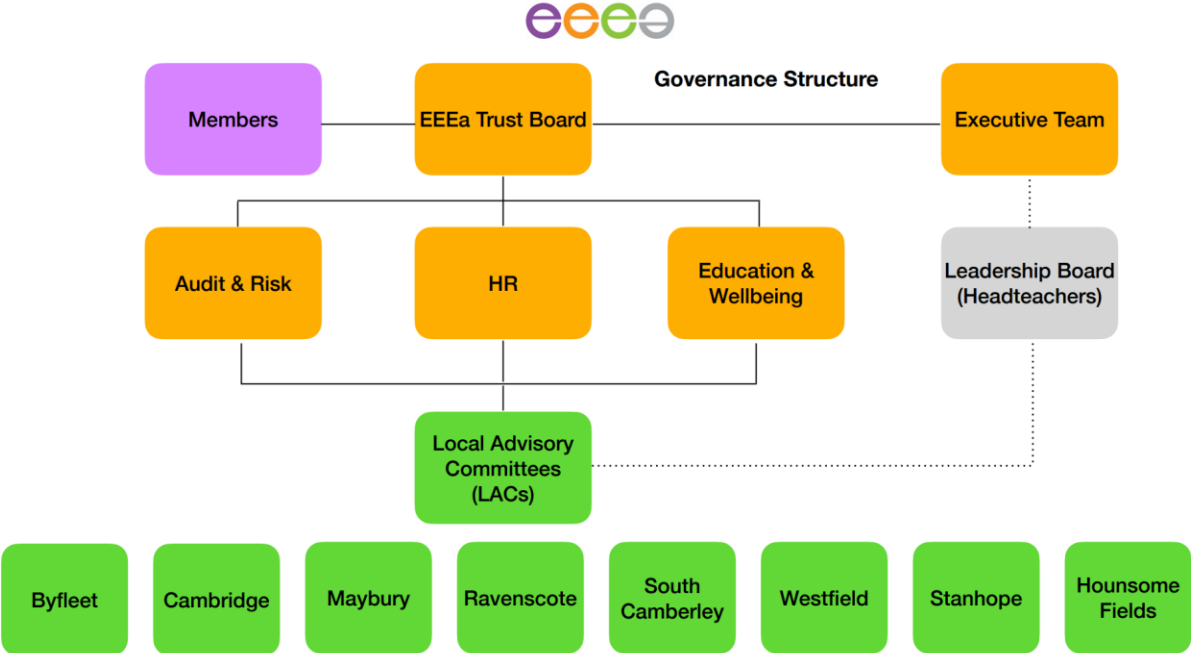 eeea
Governance Structure
Members
EEEa Trust Board
Executive Team
Audit & Risk
HR
Education &
Wellbeing
Leadership Board
(Headteachers)
Local Advisory
Committees
(LACs)
Byfleet
Cambridge
Maybury
Ravenscote
South
Camberley
Westfield
Stanhope
Hounsome
Fields